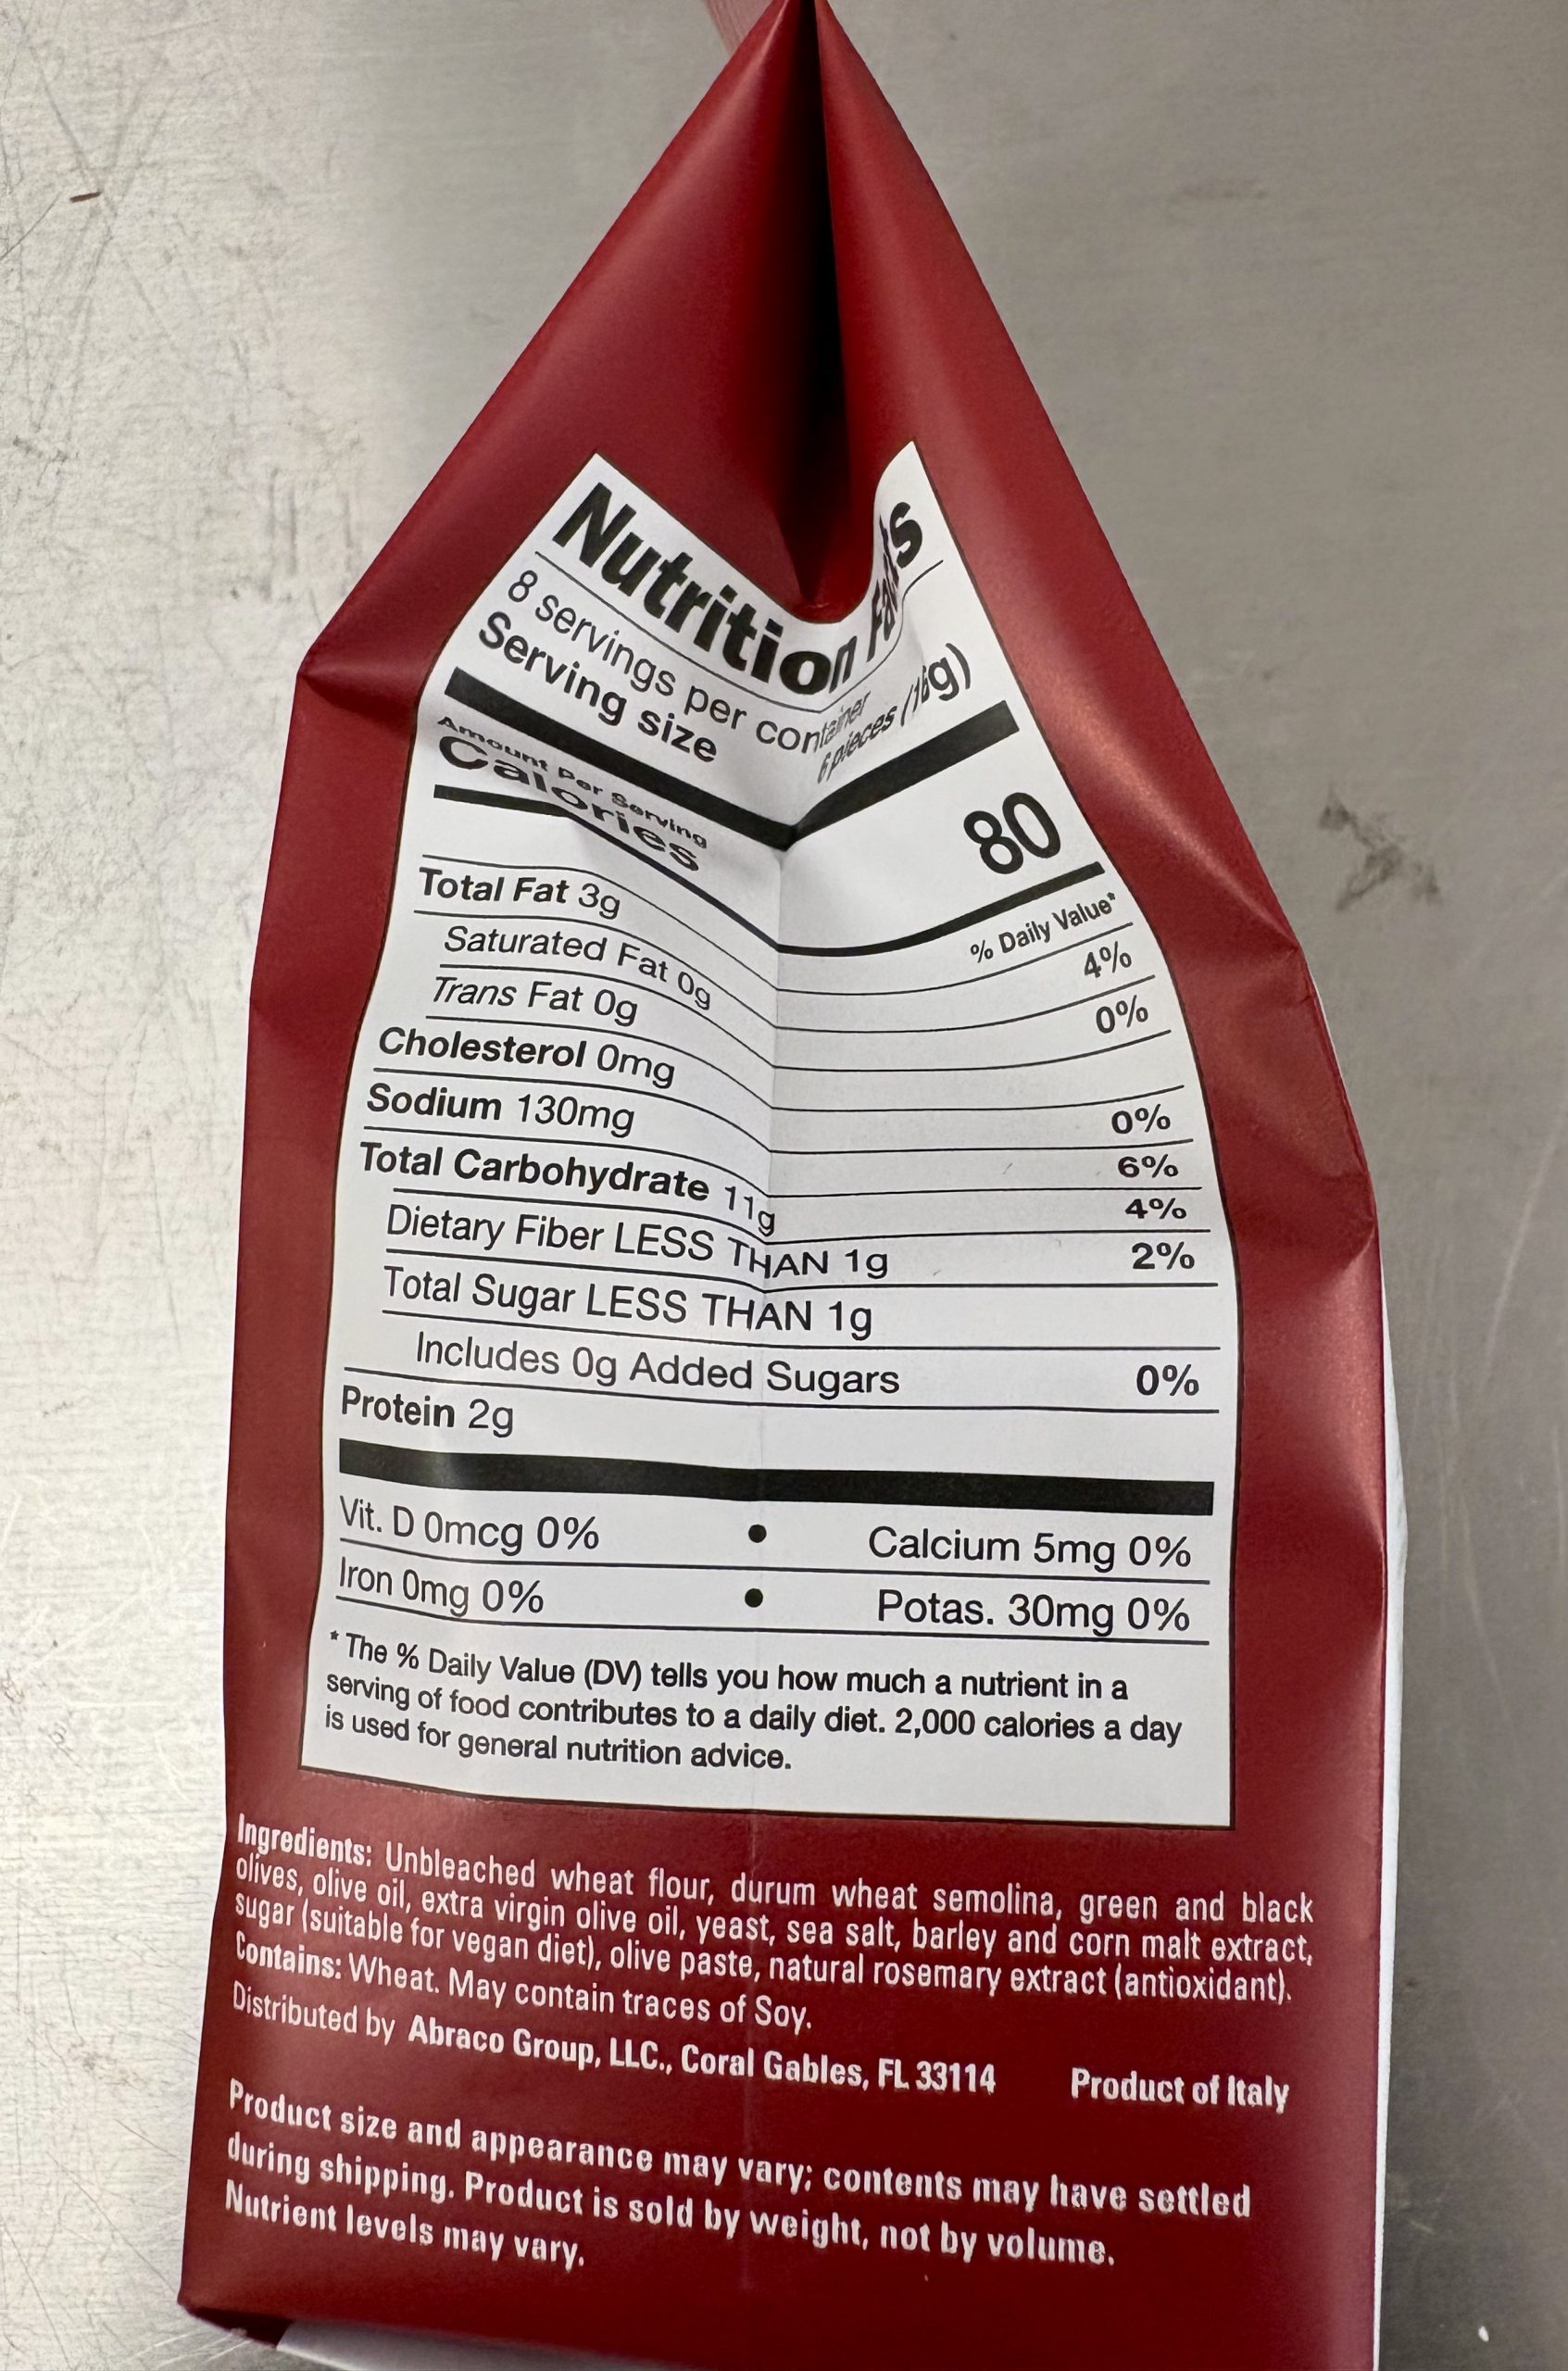 Nutrition Facts
8 servings per container
Serving size 6 pieces (16g)
Amount Per Serving
Calories 80
% Daily Value*
Total Fat 3g 4%
Saturated Fat 0g 0%
Trans Fat 0g
Cholesterol 0mg 0%
Sodium 130mg 6%
Total Carbohydrate 11g 4%
Dietary Fiber LESS THAN 1g 2%
Total Sugar LESS THAN 1g
Includes 0g Added Sugars 0%
Protein 2g
Vit. D 0mcg 0% • Calcium 5mg 0%
Iron 0mg 0% • Potas. 30mg 0%
* The % Daily Value (DV) tells you how much a nutrient in a
serving of food contributes to a daily diet. 2,000 calories a day
is used for general nutrition advice.
Ingredients: Unbleached wheat flour, durum wheat semolina, green and black
olives, olive oil, extra virgin olive oil, yeast, sea salt, barley and corn malt extract,
sugar (suitable for vegan diet), olive paste, natural rosemary extract (antioxidant).
Contains: Wheat. May contain traces of Soy.
Distributed by Abraco Group, LLC., Coral Gables, FL 33114 Product of Italy
Product size and appearance may vary; contents may have settled
during shipping. Product is sold by weight, not by volume.
Nutrient levels may vary.